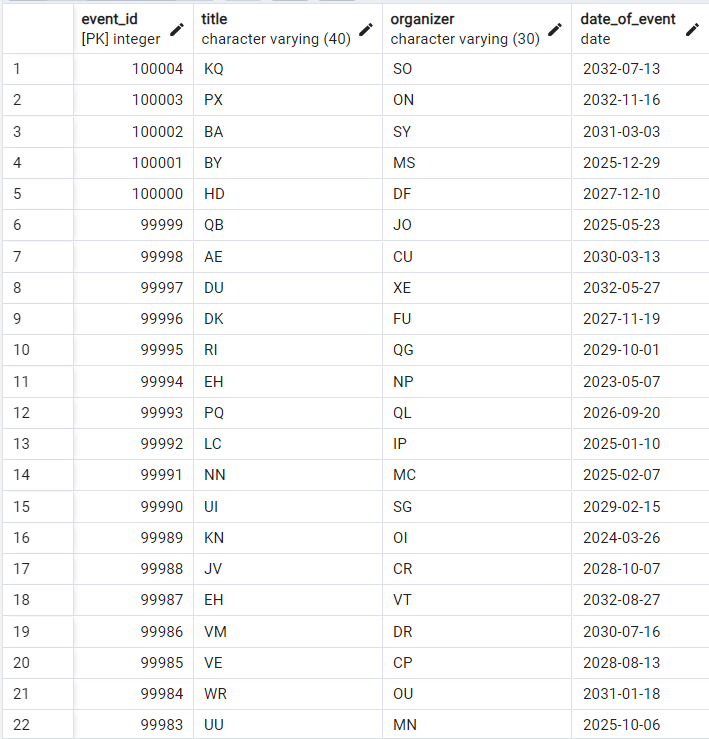 event_id title organizer date_of_event
[PK] integer character varying (40) character varying (30) date
1 100004 KQ SO 2032-07-13
2 100003 PX ON 2032-11-16
3 100002 BA SY 2031-03-03
4 100001 BY MS 2025-12-29
5 100000 HD DF 2027-12-10
6 99999 QB JO 2025-05-23
7 99998 AE CU 2030-03-13
8 99997 DU XE 2032-05-27
9 99996 DK FU 2027-11-19
10 99995 RI QG 2029-10-01
11 99994 EH NP 2023-05-07
12 99993 PQ QL 2026-09-20
13 99992 LC IP 2025-01-10
14 99991 NN MC 2025-02-07
15 99990 UI SG 2029-02-15
16 99989 KN OI 2024-03-26
17 99988 JV CR 2028-10-07
18 99987 EH VT 2032-08-27
19 99986 VM DR 2030-07-16
20 99985 VE CP 2028-08-13
21 99984 WR OU 2031-01-18
22 99983 UU MN 2025-10-06